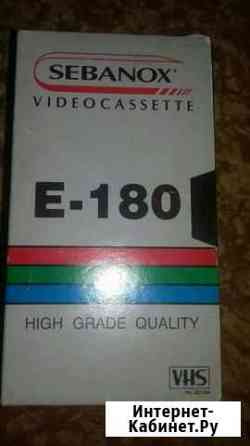 SEBANOX
VIDEOCASSETTE
E-180
HIGH GRADE QUALITY
VHS
Интернет-
Кабинет.Ру